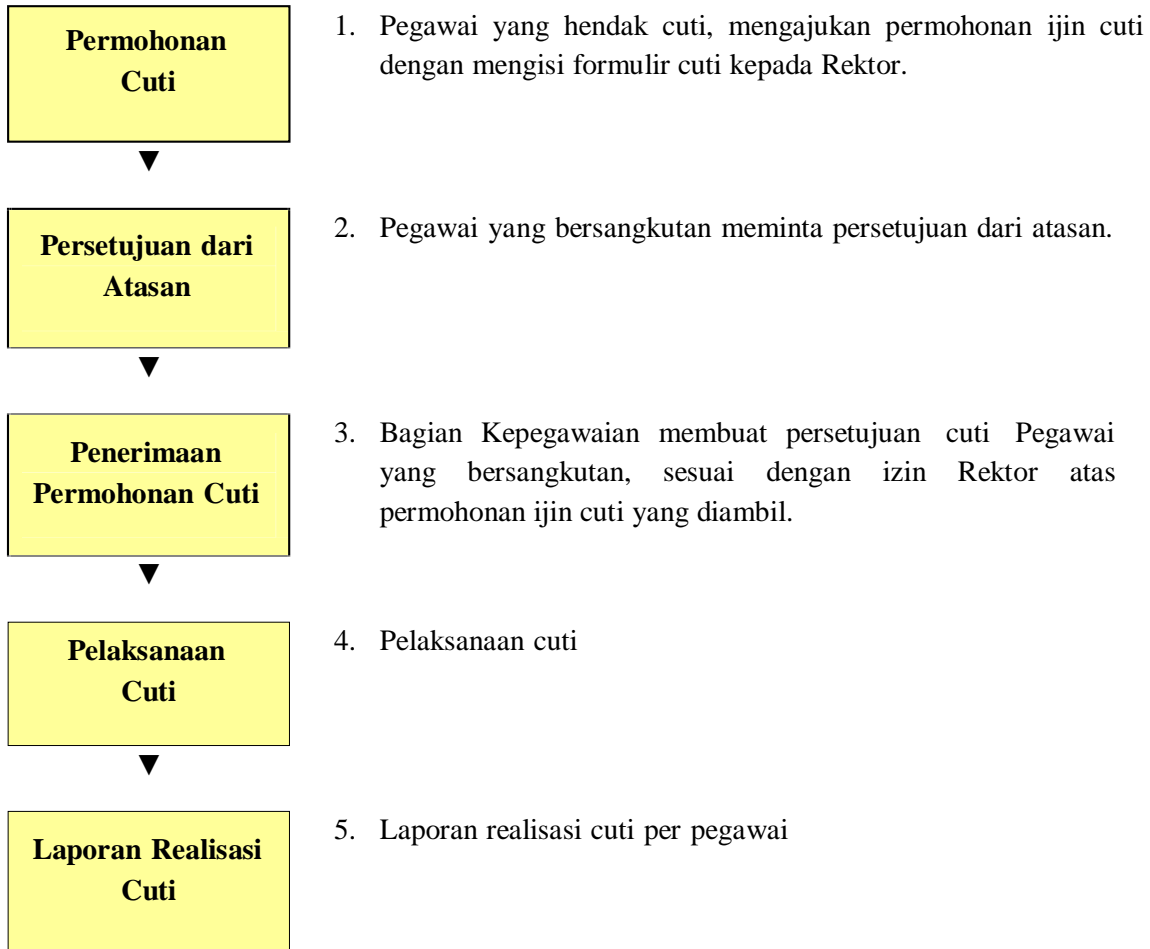 Permohonan
Cuti
1. Pegawai yang hendak cuti, mengajukan permohonan ijin cuti
dengan mengisi formulir cuti kepada Rektor.
Persetujuan dari
Atasan
2. Pegawai yang bersangkutan meminta persetujuan dari atasan.
Penerimaan
Permohonan Cuti
3. Bagian Kepegawaian membuat persetujuan cuti Pegawai
yang bersangkutan, sesuai dengan izin Rektor atas
permohonan ijin cuti yang diambil.
Pelaksanaan
Cuti
4. Pelaksanaan cuti
Laporan Realisasi
Cuti
5. Laporan realisasi cuti per pegawai